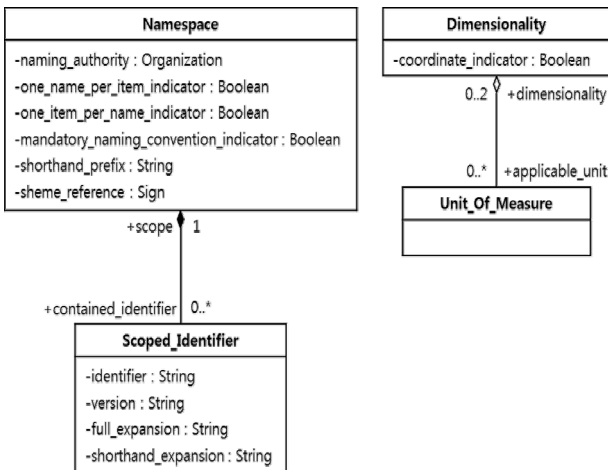 Namespace
-naming_authority : Organization
-one_name_per_item_indicator : Boolean
-one_item_per_name_indicator : Boolean
-mandatory_naming_convention_indicator : Boolean
-shorthand_prefix : String
-sheme_reference : Sign
+scope 1
+contained_identifier 0..*
Scoped_Identifier
-identifier : String
-version : String
-full_expansion : String
-shorthand_expansion : String
Dimensionality
-coordinate_indicator : Boolean
0..2 +dimensionality
0..* +applicable_unit
Unit_Of_Measure